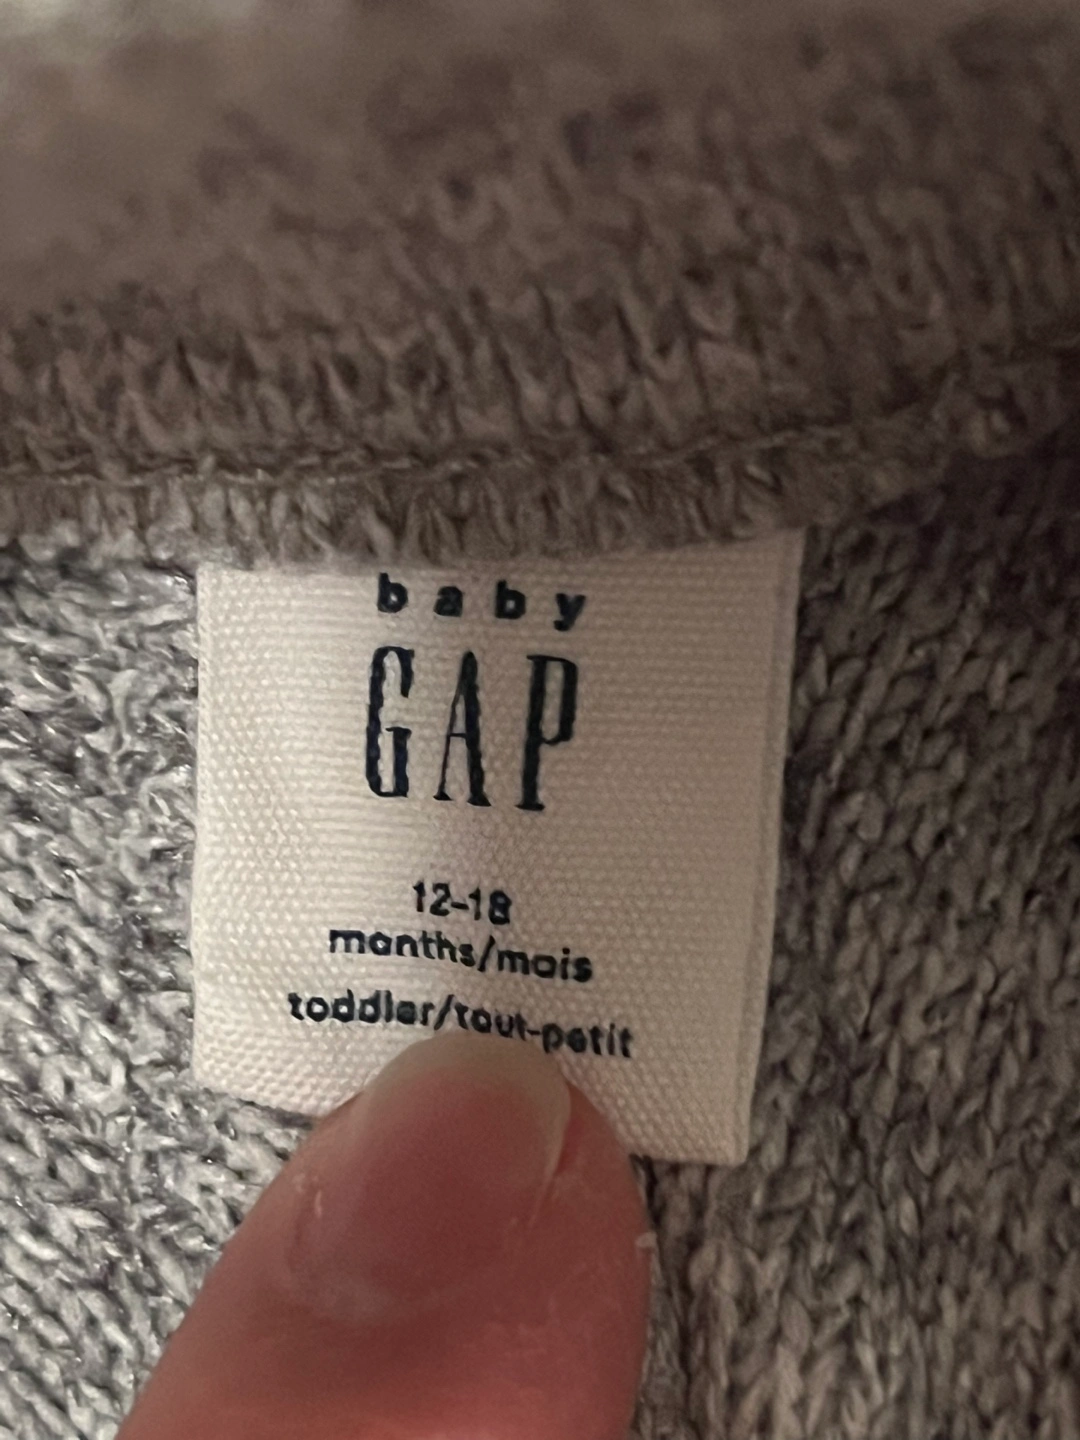 baby
GAP
12-18
months/mois
toddler/tout-petit